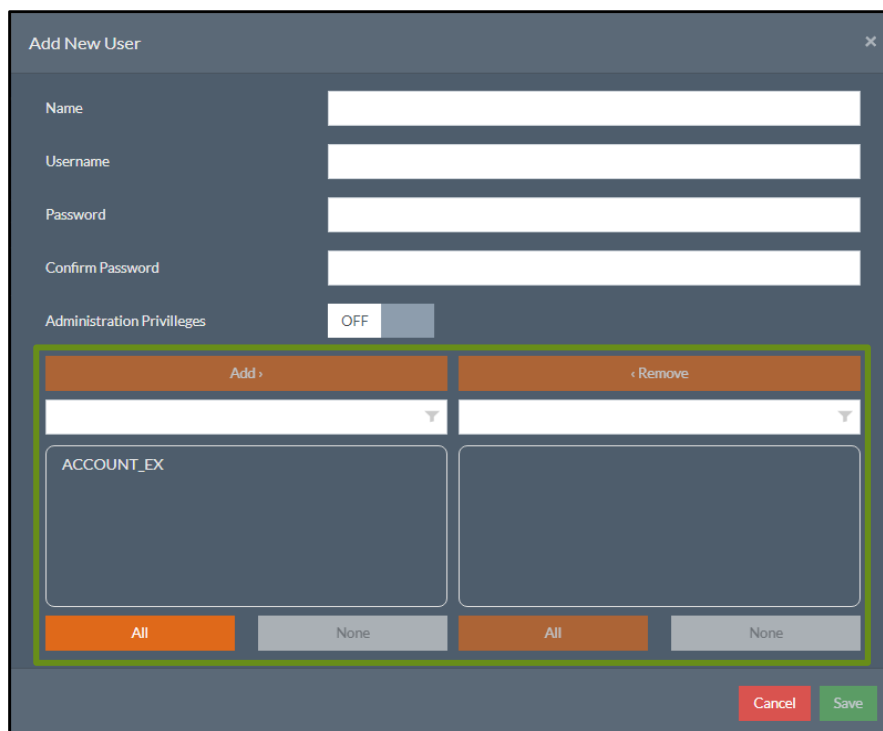 Add New User ×
Name
Username
Password
Confirm Password
Administration Privilleges OFF
Add › ‹ Remove
ACCOUNT_EX
All None All None
Cancel Save